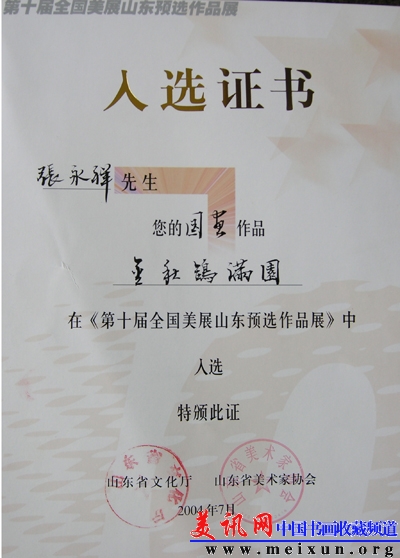 第十届全国美展山东预选作品展
入选证书
張永祥先生
您的国画作品
金秋鸽满園
在《第十届全国美展山东预选作品展》中
入选
特颁此证
山东省文化厅 山东省美术家协会
2004年7月
美讯网 中国书画收藏频道
www.meixun.org